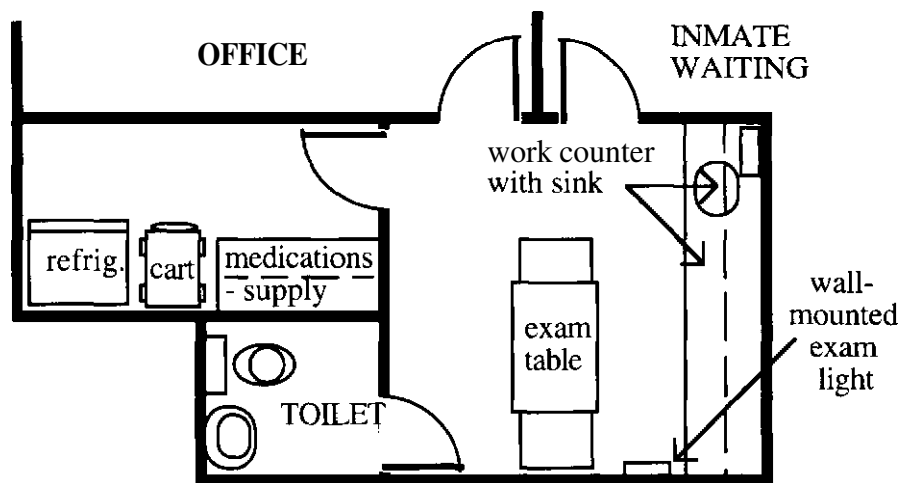 OFFICE
INMATE
WAITING
work counter
with sink
refrig.
cart
medications
- supply
exam
table
wall-
mounted
exam
light
TOILET